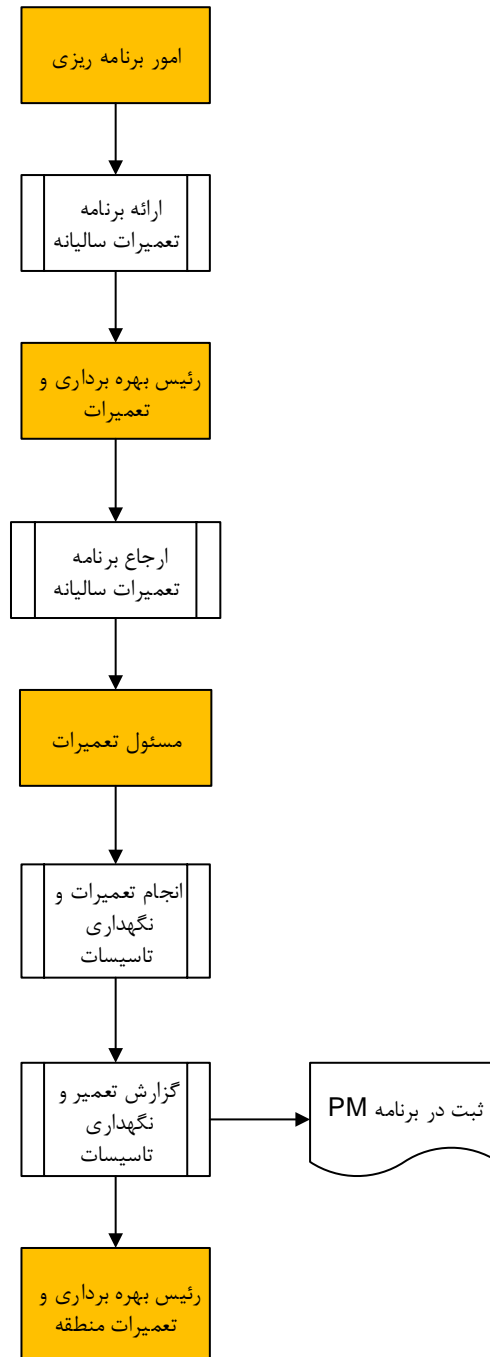 امور برنامه ریزی
ارائه برنامه
تعمیرات سالیانه
رئیس بهره برداری و
تعمیرات
ارجاع برنامه
تعمیرات سالیانه
مسئول تعمیرات
انجام تعمیرات و
نگهداری
تاسیسات
گزارش تعمیر و
نگهداری
تاسیسات
ثبت در برنامه PM
رئیس بهره برداری و
تعمیرات منطقه